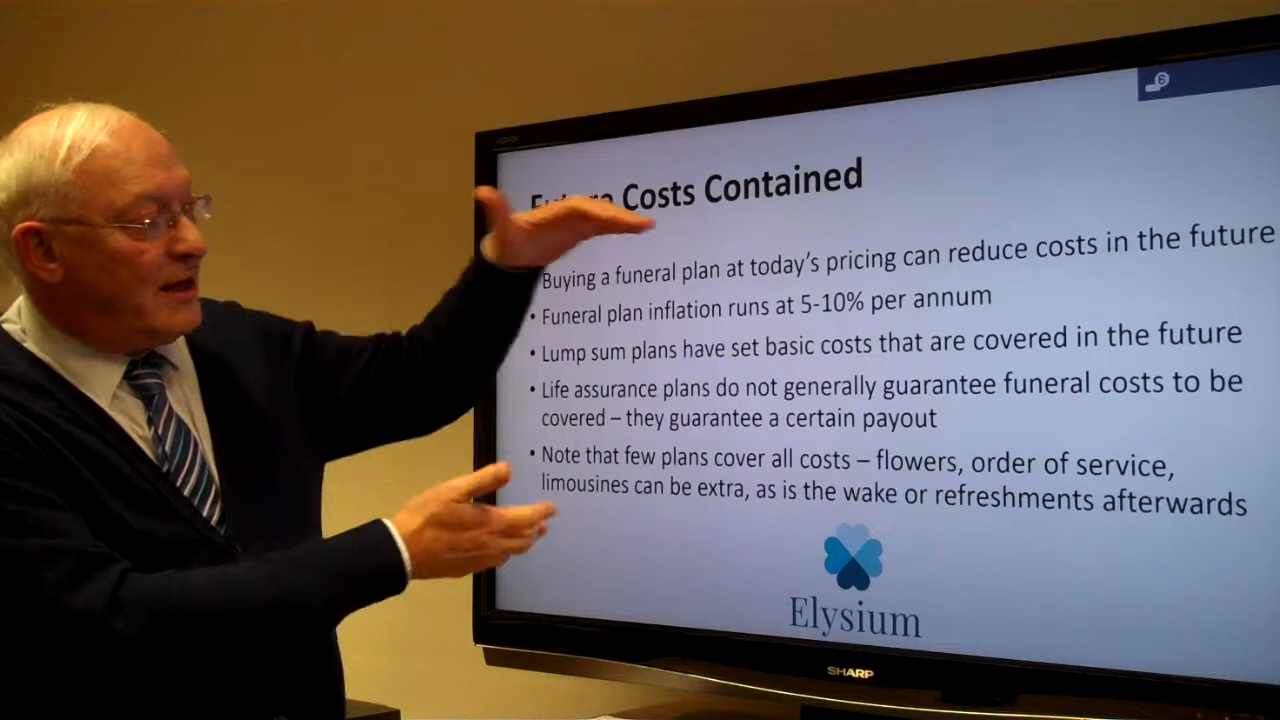 Costs Contained
Buying a funeral plan at today's pricing can reduce costs in the future
• Funeral plan inflation runs at 5-10% per annum
• Lump sum plans have set basic costs that are covered in the future
• Life assurance plans do not generally guarantee funeral costs to be
covered – they guarantee a certain payout
• Note that few plans cover all costs – flowers, order of service,
limousines can be extra, as is the wake or refreshments afterwards
Elysium
SHARP
6